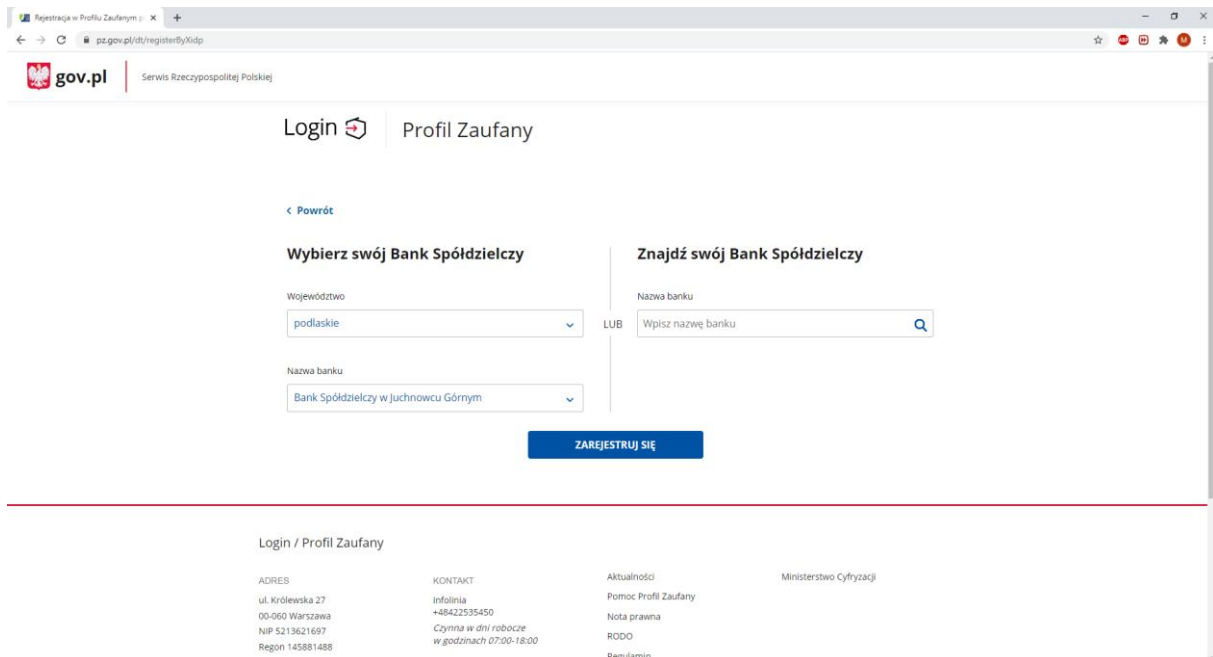 Rejestracja w Profilu Zaufanym p
pz.gov.pl/dt/registerByXidp
ABP
M
gov.pl
Serwis Rzeczypospolitej Polskiej
Login
Profil Zaufany
Powrót
Wybierz swój Bank Spółdzielczy
Województwo
podlaskie
Nazwa banku
Bank Spółdzielczy w Juchnowcu Górnym
LUB
Znajdź swój Bank Spółdzielczy
Nazwa banku
Wpisz nazwę banku
ZAREJESTRUJ SIĘ
Login / Profil Zaufany
ADRES
ul. Królewska 27
00-060 Warszawa
NIP 5213621697
Regon 145881488
KONTAKT
Infolinia
+48422535450
Czynna w dni robocze
w godzinach 07:00-18:00
Aktualności
Pomoc Profil Zaufany
Nota prawna
RODO
Regulamin
Ministerstwo Cyfryzacji